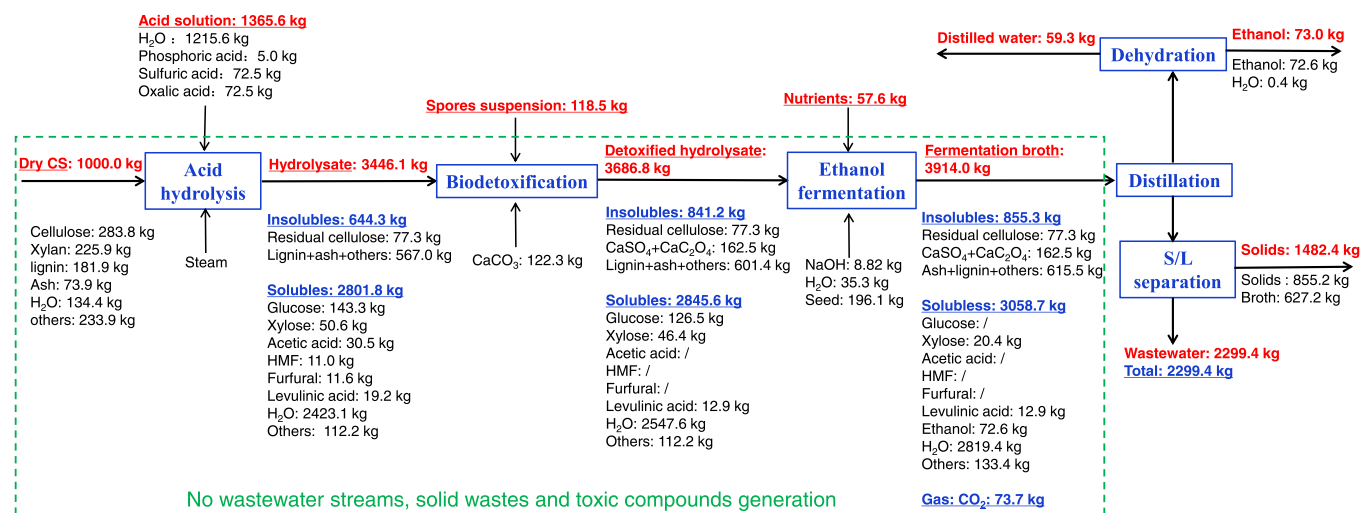 Acid solution: 1365.6 kg
H₂O： 1215.6 kg
Phosphoric acid：5.0 kg
Sulfuric acid：72.5 kg
Oxalic acid：72.5 kg
Spores suspension: 118.5 kg
Nutrients: 57.6 kg
Distilled water: 59.3 kg
Dehydration
Ethanol: 73.0 kg
Ethanol: 72.6 kg
H₂O: 0.4 kg
Dry CS: 1000.0 kg
Acid
hydrolysis
Hydrolysate: 3446.1 kg
Biodetoxification
Detoxified hydrolysate:
3686.8 kg
Ethanol
fermentation
Fermentation broth:
3914.0 kg
Distillation
Cellulose: 283.8 kg
Xylan: 225.9 kg
lignin: 181.9 kg
Ash: 73.9 kg
H₂O: 134.4 kg
others: 233.9 kg
Steam
Insolubles: 644.3 kg
Residual cellulose: 77.3 kg
Lignin+ash+others: 567.0 kg
Solubles: 2801.8 kg
Glucose: 143.3 kg
Xylose: 50.6 kg
Acetic acid: 30.5 kg
HMF: 11.0 kg
Furfural: 11.6 kg
Levulinic acid: 19.2 kg
H₂O: 2423.1 kg
Others: 112.2 kg
CaCO₃: 122.3 kg
Insolubles: 841.2 kg
Residual cellulose: 77.3 kg
CaSO₄+CaC₂O₄: 162.5 kg
Lignin+ash+others: 601.4 kg
Solubles: 2845.6 kg
Glucose: 126.5 kg
Xylose: 46.4 kg
Acetic acid: /
HMF: /
Furfural: /
Levulinic acid: 12.9 kg
H₂O: 2547.6 kg
Others: 112.2 kg
NaOH: 8.82 kg
H₂O: 35.3 kg
Seed: 196.1 kg
Insolubles: 855.3 kg
Residual cellulose: 77.3 kg
CaSO₄+CaC₂O₄: 162.5 kg
Ash+lignin+others: 615.5 kg
Solubless: 3058.7 kg
Glucose: /
Xylose: 20.4 kg
Acetic acid: /
HMF: /
Furfural: /
Levulinic acid: 12.9 kg
Ethanol: 72.6 kg
H₂O: 2819.4 kg
Others: 133.4 kg
Gas: CO₂: 73.7 kg
S/L
separation
Solids: 1482.4 kg
Solids : 855.2 kg
Broth: 627.2 kg
Wastewater: 2299.4 kg
Total: 2299.4 kg
No wastewater streams, solid wastes and toxic compounds generation